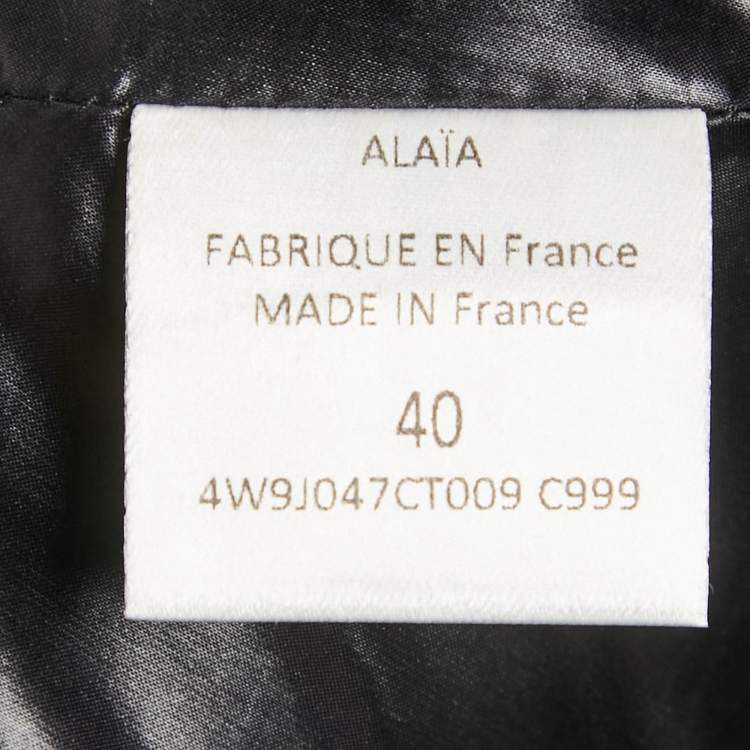 ALAÏA
FABRIQUE EN France
MADE IN France
40
4W9J047CT009 C999